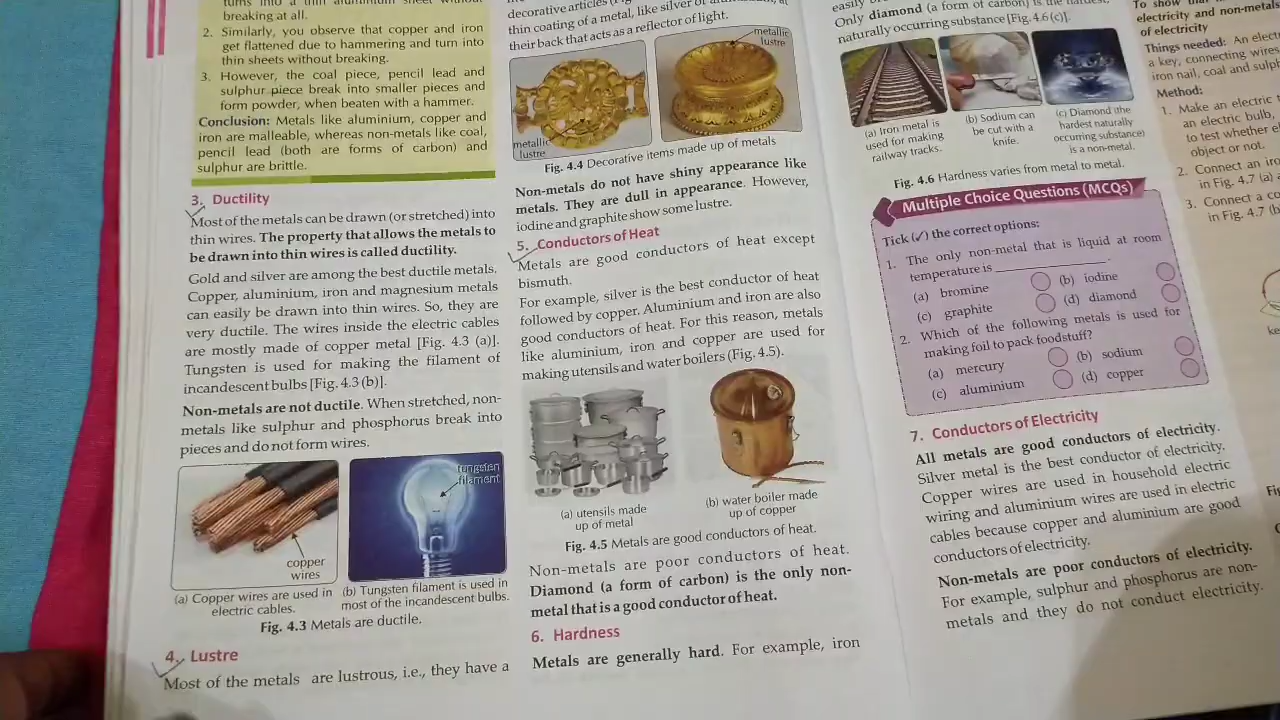 turns into a thin aluminium sheet without
breaking at all.
2. Similarly, you observe that copper and iron
get flattened due to hammering and turn into
thin sheets without breaking.
3. However, the coal piece, pencil lead and
sulphur piece break into smaller pieces and
form powder, when beaten with a hammer.
Conclusion: Metals like aluminium, copper and
iron are malleable, whereas non-metals like coal,
pencil lead (both are forms of carbon) and
sulphur are brittle.
3. Ductility
Most of the metals can be drawn (or stretched) into
thin wires. The property that allows the metals to
be drawn into thin wires is called ductility.
Gold and silver are among the best ductile metals.
Copper, aluminium, iron and magnesium metals
can easily be drawn into thin wires. So, they are
very ductile. The wires inside the electric cables
are mostly made of copper metal [Fig. 4.3 (a)].
Tungsten is used for making the filament of
incandescent bulbs [Fig. 4.3 (b)].
Non-metals are not ductile. When stretched, non-
metals like sulphur and phosphorus break into
pieces and do not form wires.
copper
wires
tungsten
filament
(a) Copper wires are used in
electric cables.
(b) Tungsten filament is used in
most of the incandescent bulbs.
Fig. 4.3 Metals are ductile.
4. Lustre
Most of the metals are lustrous, i.e., they have a
decorative articles
thin coating of a metal, like silver or aluminium, at
their back that acts as a reflector of light.
metallic
lustre
metallic
lustre
Fig. 4.4 Decorative items made up of metals
Non-metals do not have shiny appearance like
metals. They are dull in appearance. However,
iodine and graphite show some lustre.
5. Conductors of Heat
Metals are good conductors of heat except
bismuth.
For example, silver is the best conductor of heat
followed by copper. Aluminium and iron are also
good conductors of heat. For this reason, metals
like aluminium, iron and copper are used for
making utensils and water boilers (Fig. 4.5).
(a) utensils made
up of metal
(b) water boiler made
up of copper
Fig. 4.5 Metals are good conductors of heat.
Non-metals are poor conductors of heat.
Diamond (a form of carbon) is the only non-
metal that is a good conductor of heat.
6. Hardness
Metals are generally hard. For example, iron
easily
Only diamond (a form of carbon) is the hardest,
naturally occurring substance [Fig. 4.6 (c)].
(a) Iron metal is
used for making
railway tracks.
(b) Sodium can
be cut with a
knife.
(c) Diamond (the
hardest naturally
occurring substance)
is a non-metal.
Fig. 4.6 Hardness varies from metal to metal.
Multiple Choice Questions (MCQs)
Tick (✓) the correct options:
1. The only non-metal that is liquid at room
temperature is ____________.
(a) bromine (b) iodine
(c) graphite (d) diamond
2. Which of the following metals is used for
making foil to pack foodstuff?
(a) mercury (b) sodium
(c) aluminium (d) copper
7. Conductors of Electricity
All metals are good conductors of electricity.
Silver metal is the best conductor of electricity.
Copper wires are used in household electric
wiring and aluminium wires are used in electric
cables because copper and aluminium are good
conductors of electricity.
Non-metals are poor conductors of electricity.
For example, sulphur and phosphorus are non-
metals and they do not conduct electricity.
To show that
electricity and non-metals
of electricity
Things needed: An
a key, connecting wires
iron nail, coal and
Method:
1. Make an electric
an electric bulb,
to test whether
object or not.
2. Connect an
in Fig. 4.7 (a)
3. Connect a
in Fig. 4.7